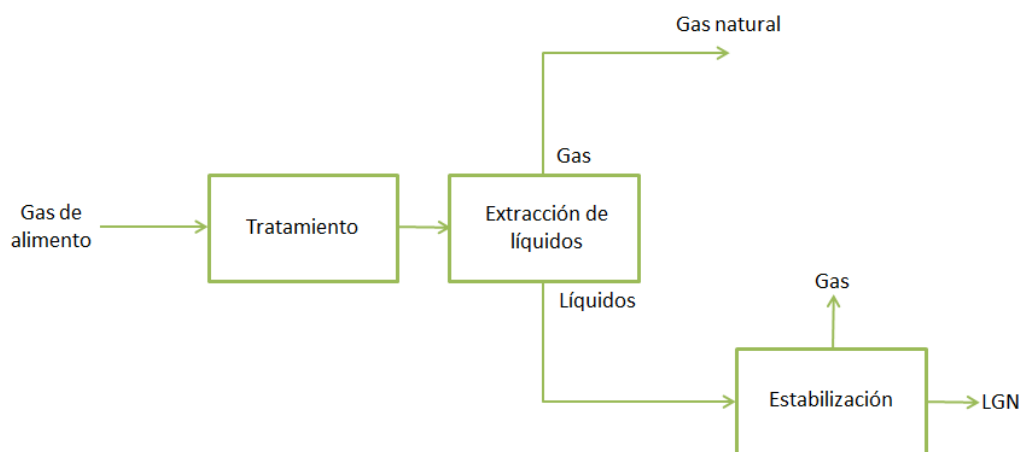 Gas natural
Gas
Gas de
alimento
Tratamiento
Extracción de
líquidos
Líquidos
Gas
Estabilización
LGN